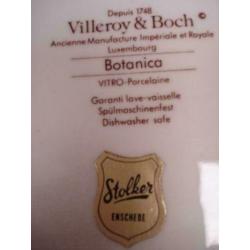 Depuis 1748
Villeroy & Boch ©
Ancienne Manufacture Impériale et Royale
Luxembourg
Botanica
VITRO-Porcelaine
Garanti lave-vaisselle
Spülmaschinenfest
Dishwasher safe
Stolker
ENSCHEDE